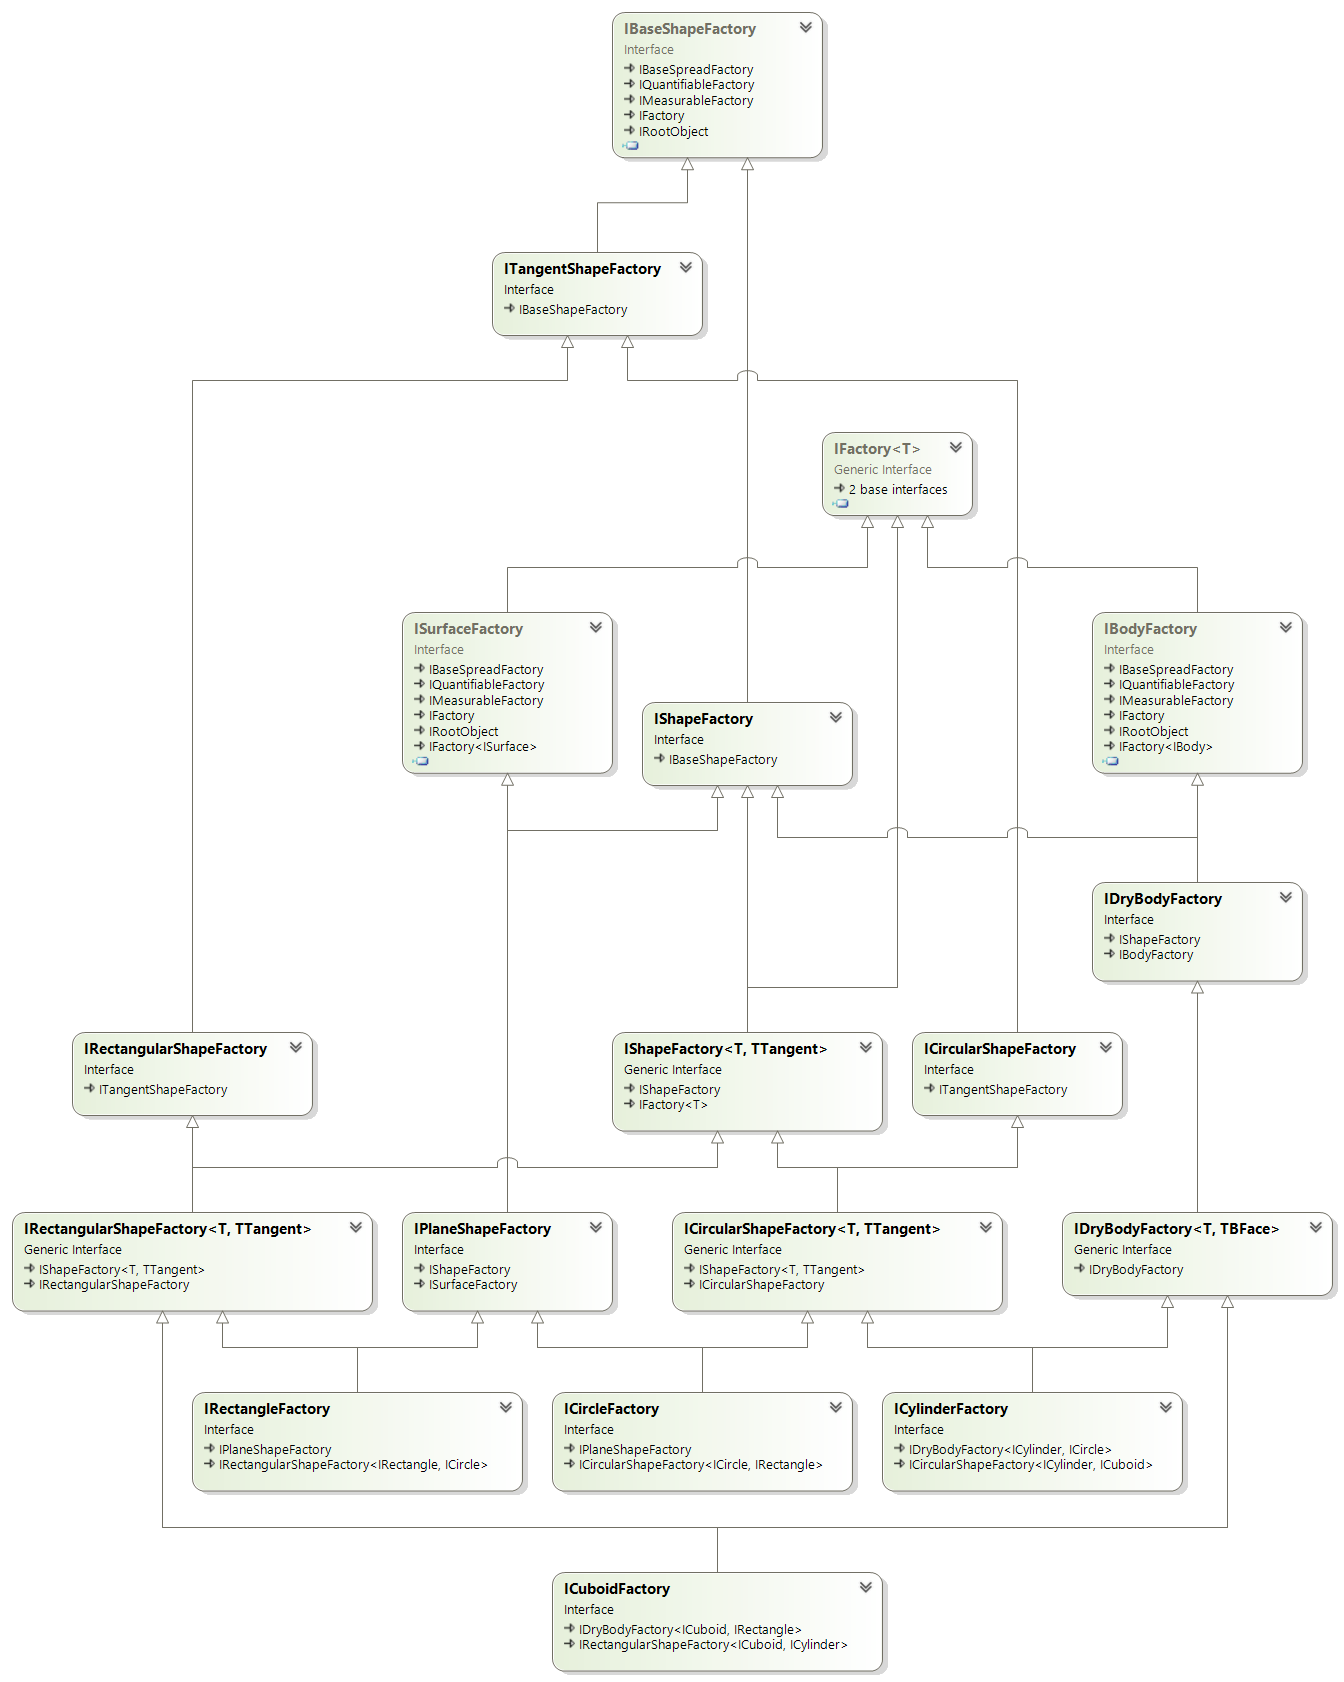 IBaseShapeFactory
Interface
IBaseSpreadFactory
IQuantifiableFactory
IMeasurableFactory
IFactory
IRootObject
ITangentShapeFactory
Interface
IBaseShapeFactory
IFactory<T>
Generic Interface
2 base interfaces
ISurfaceFactory
Interface
IBaseSpreadFactory
IQuantifiableFactory
IMeasurableFactory
IFactory
IRootObject
IFactory<ISurface>
IShapeFactory
Interface
IBaseShapeFactory
IBodyFactory
Interface
IBaseSpreadFactory
IQuantifiableFactory
IMeasurableFactory
IFactory
IRootObject
IFactory<IBody>
IDryBodyFactory
Interface
IShapeFactory
IBodyFactory
IRectangularShapeFactory
Interface
ITangentShapeFactory
IShapeFactory<T, TTangent>
Generic Interface
IShapeFactory
IFactory<T>
ICircularShapeFactory
Interface
ITangentShapeFactory
IRectangularShapeFactory<T, TTangent>
Generic Interface
IShapeFactory<T, TTangent>
IRectangularShapeFactory
IPlaneShapeFactory
Interface
IShapeFactory
ISurfaceFactory
ICircularShapeFactory<T, TTangent>
Generic Interface
IShapeFactory<T, TTangent>
ICircularShapeFactory
IDryBodyFactory<T, TBFace>
Generic Interface
IDryBodyFactory
IRectangleFactory
Interface
IPlaneShapeFactory
IRectangularShapeFactory<IRectangle, ICircle>
ICircleFactory
Interface
IPlaneShapeFactory
ICircularShapeFactory<ICircle, IRectangle>
ICylinderFactory
Interface
IDryBodyFactory<ICylinder, ICircle>
ICircularShapeFactory<ICylinder, ICuboid>
ICuboidFactory
Interface
IDryBodyFactory<ICuboid, IRectangle>
IRectangularShapeFactory<ICuboid, ICylinder>